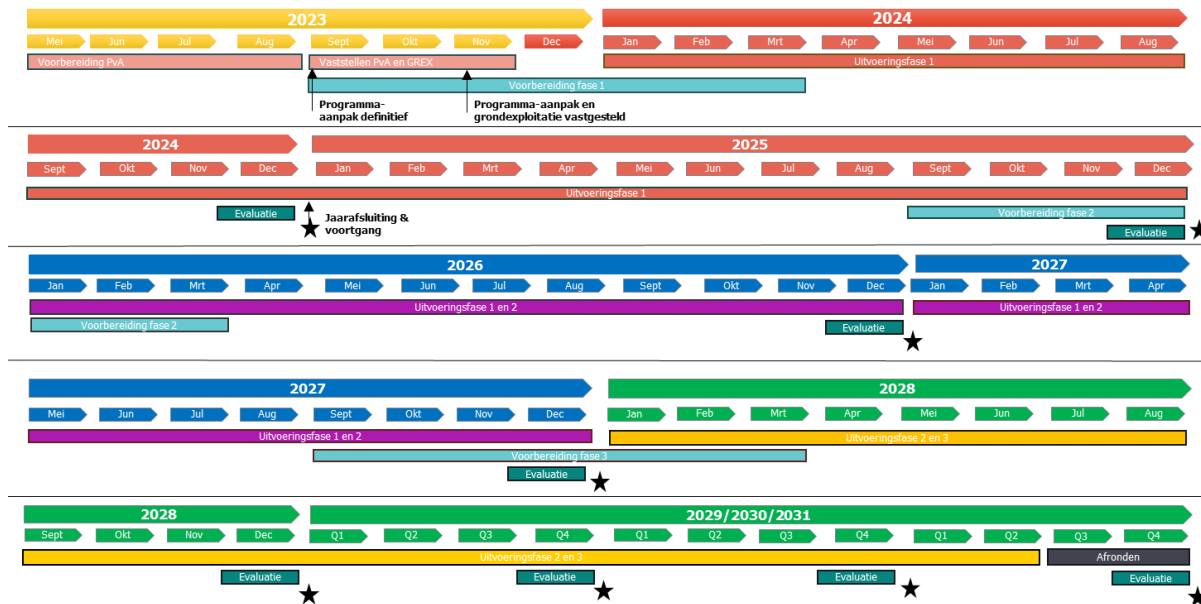 2023
2024
Mei Jun Jul Aug Sept Okt Nov Dec Jan Feb Mrt Apr Mei Jun Jul Aug
Voorbereiding PvA
Vaststellen PvA en GREX
Uitvoeringsfase 1
Voorbereiding fase 1
Programma-
aanpak definitief
Programma-aanpak en
grondexploitatie vastgesteld
2024
2025
Sept Okt Nov Dec Jan Feb Mrt Apr Mei Jun Jul Aug Sept Okt Nov Dec
Uitvoeringsfase 1
Evaluatie
Jaarafsluiting &
voortgang
Voorbereiding fase 2
Evaluatie
2026
2027
Jan Feb Mrt Apr Mei Jun Jul Aug Sept Okt Nov Dec Jan Feb Mrt Apr
Uitvoeringsfase 1 en 2
Uitvoeringsfase 1 en 2
Voorbereiding fase 2
Evaluatie
2027
2028
Mei Jun Jul Aug Sept Okt Nov Dec Jan Feb Mrt Apr Mei Jun Jul Aug
Uitvoeringsfase 1 en 2
Uitvoeringsfase 2 en 3
Voorbereiding fase 3
Evaluatie
2028
2029/2030/2031
Sept Okt Nov Dec Q1 Q2 Q3 Q4 Q1 Q2 Q3 Q4 Q1 Q2 Q3 Q4
Uitvoeringsfase 2 en 3
Afronden
Evaluatie
Evaluatie
Evaluatie
Evaluatie